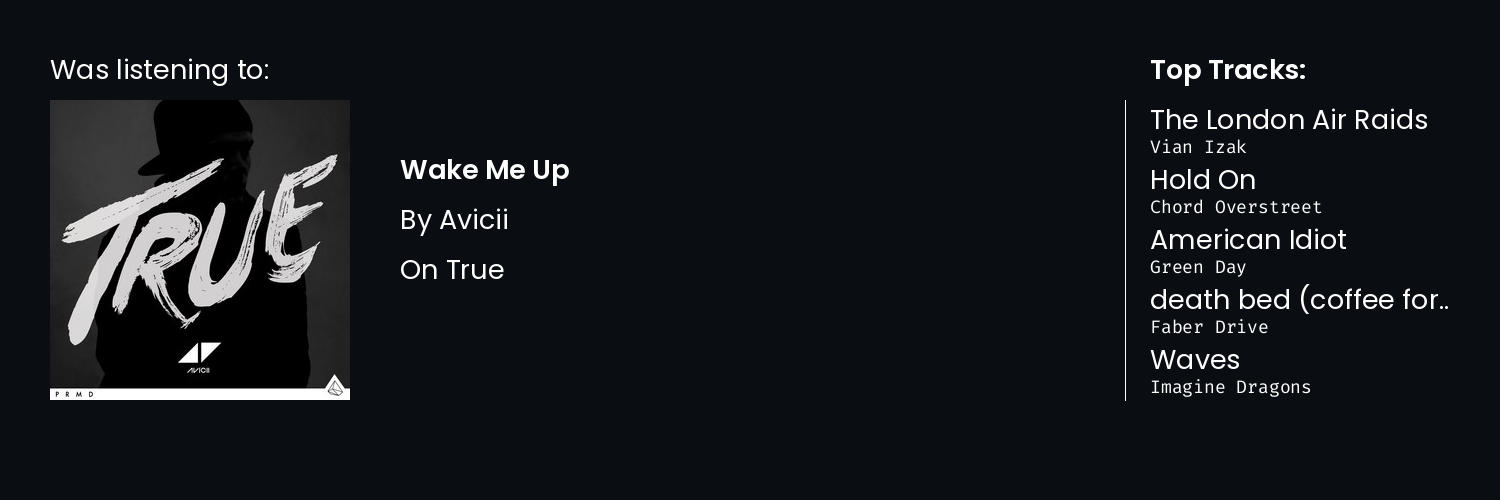 Was listening to:
TRUE
AVICII
PRMD
Wake Me Up
By Avicii
On True
Top Tracks:
The London Air Raids
Vian Izak
Hold On
Chord Overstreet
American Idiot
Green Day
death bed (coffee for..
Faber Drive
Waves
Imagine Dragons